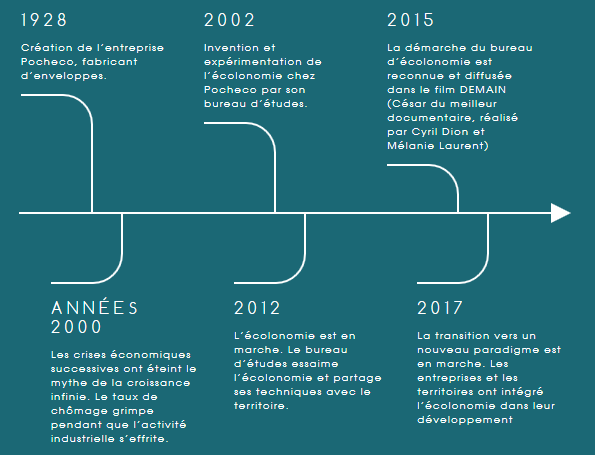 1928
Création de l'entreprise
Pocheco, fabricant
d'enveloppes.
2002
Invention et
expérimentation de
l'écolonomie chez
Pocheco par son
bureau d'études.
2015
La démarche du bureau
d'écolonomie est
reconnue et diffusée
dans le film DEMAIN
(César du meilleur
documentaire, réalisé
par Cyril Dion et
Mélanie Laurent)
ANNÉES
2000
Les crises économiques
successives ont éteint le
mythe de la croissance
infinie. Le taux de
chômage grimpe
pendant que l'activité
industrielle s'effrite.
2012
L'écolonomie est en
marche. Le bureau
d'études essaime
l'écolonomie et partage
ses techniques avec le
territoire.
2017
La transition vers un
nouveau paradigme est
en marche. Les
entreprises et les
territoires ont intégré
l'écolonomie dans leur
développement